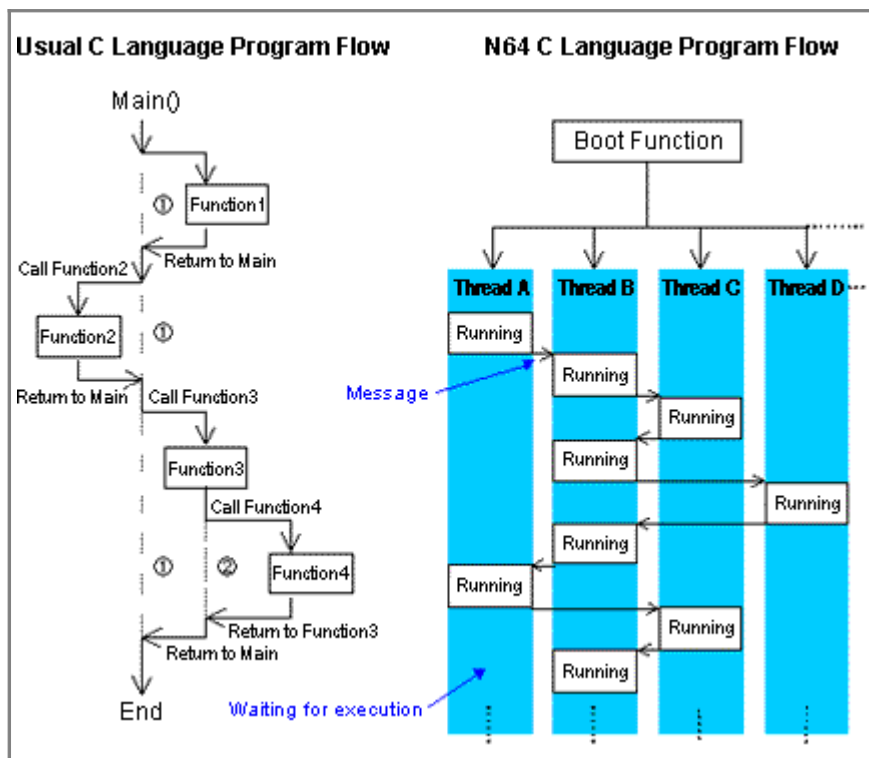 Usual C Language Program Flow
Main()
①
Function1
Return to Main
Call Function2
Function2
①
Return to Main
Call Function3
Function3
Call Function4
①
②
Function4
Return to Function3
Return to Main
End
N64 C Language Program Flow
Boot Function
Thread A
Thread B
Thread C
Thread D
Running
Message
Running
Running
Running
Running
Running
Running
Running
Running
Waiting for execution